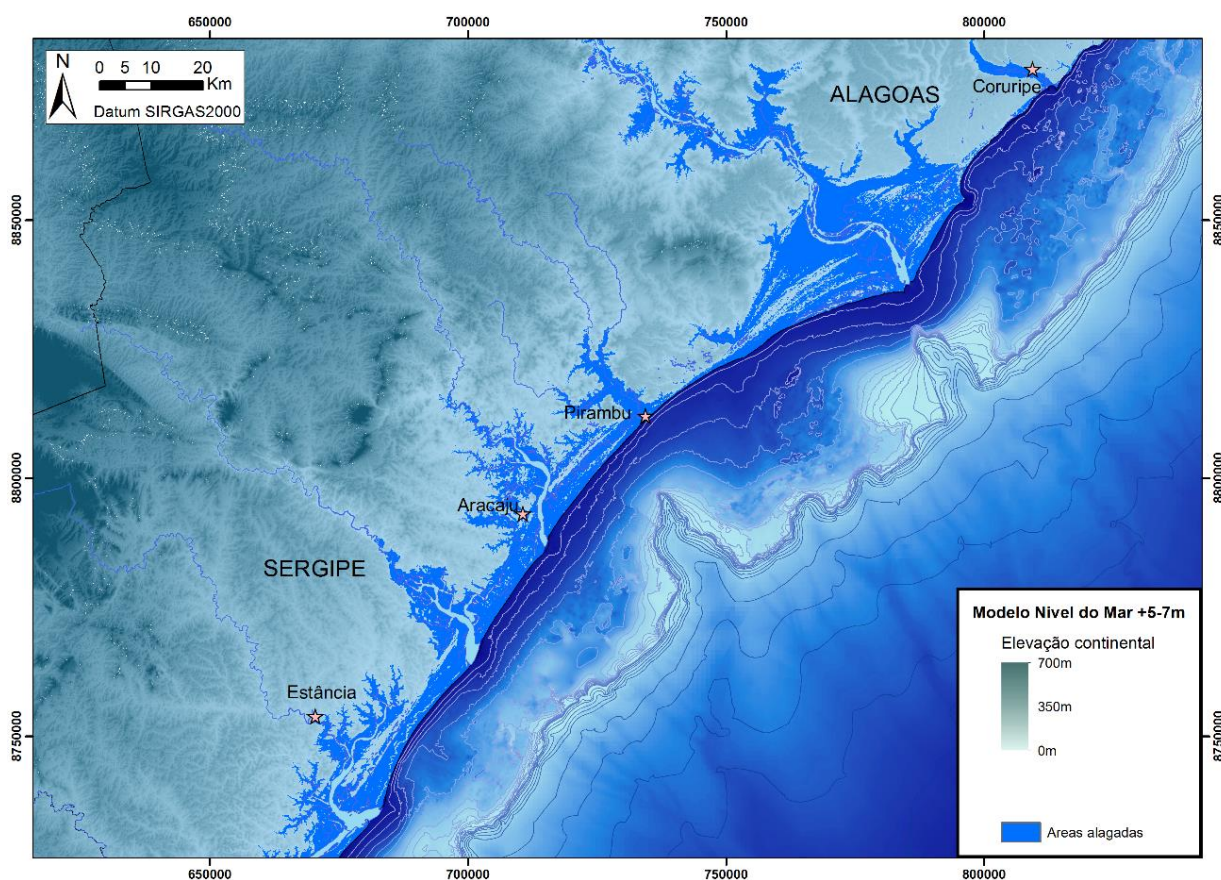 650000
700000
750000
800000
N
0 5 10 20
Km
Datum SIRGAS2000
ALAGOAS
Coruripe
8850000
8850000
Pirambu
8800000
8800000
Aracaju
SERGIPE
Estância
8750000
8750000
Modelo Nivel do Mar +5-7m
Elevação continental
700m
350m
0m
Areas alagadas
650000
700000
750000
800000